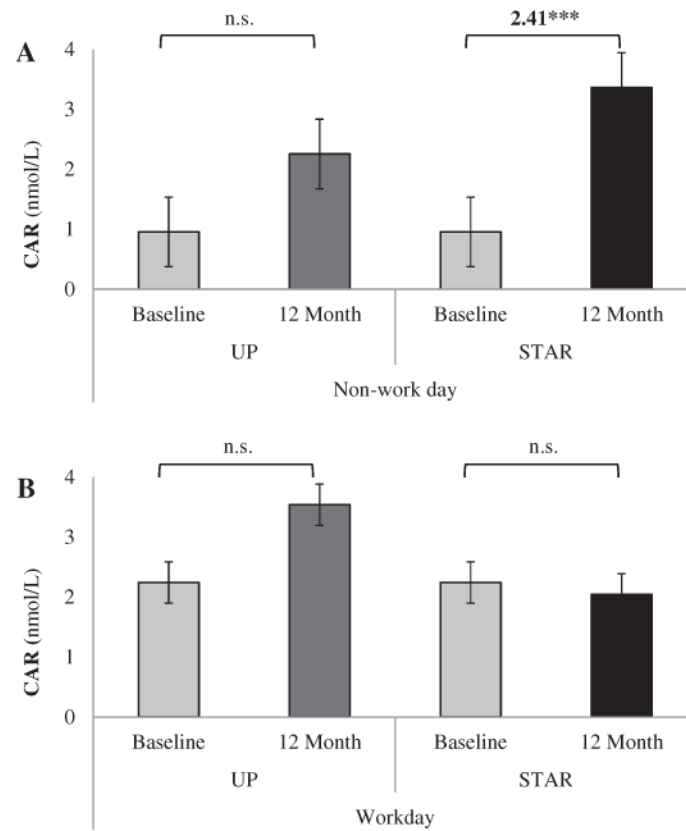 n.s. 2.41***
A
4
3
2
1
0
CAR (nmol/L)
Baseline 12 Month Baseline 12 Month
UP STAR
Non-work day
n.s. n.s.
B
4
3
2
1
0
CAR (nmol/L)
Baseline 12 Month Baseline 12 Month
UP STAR
Workday